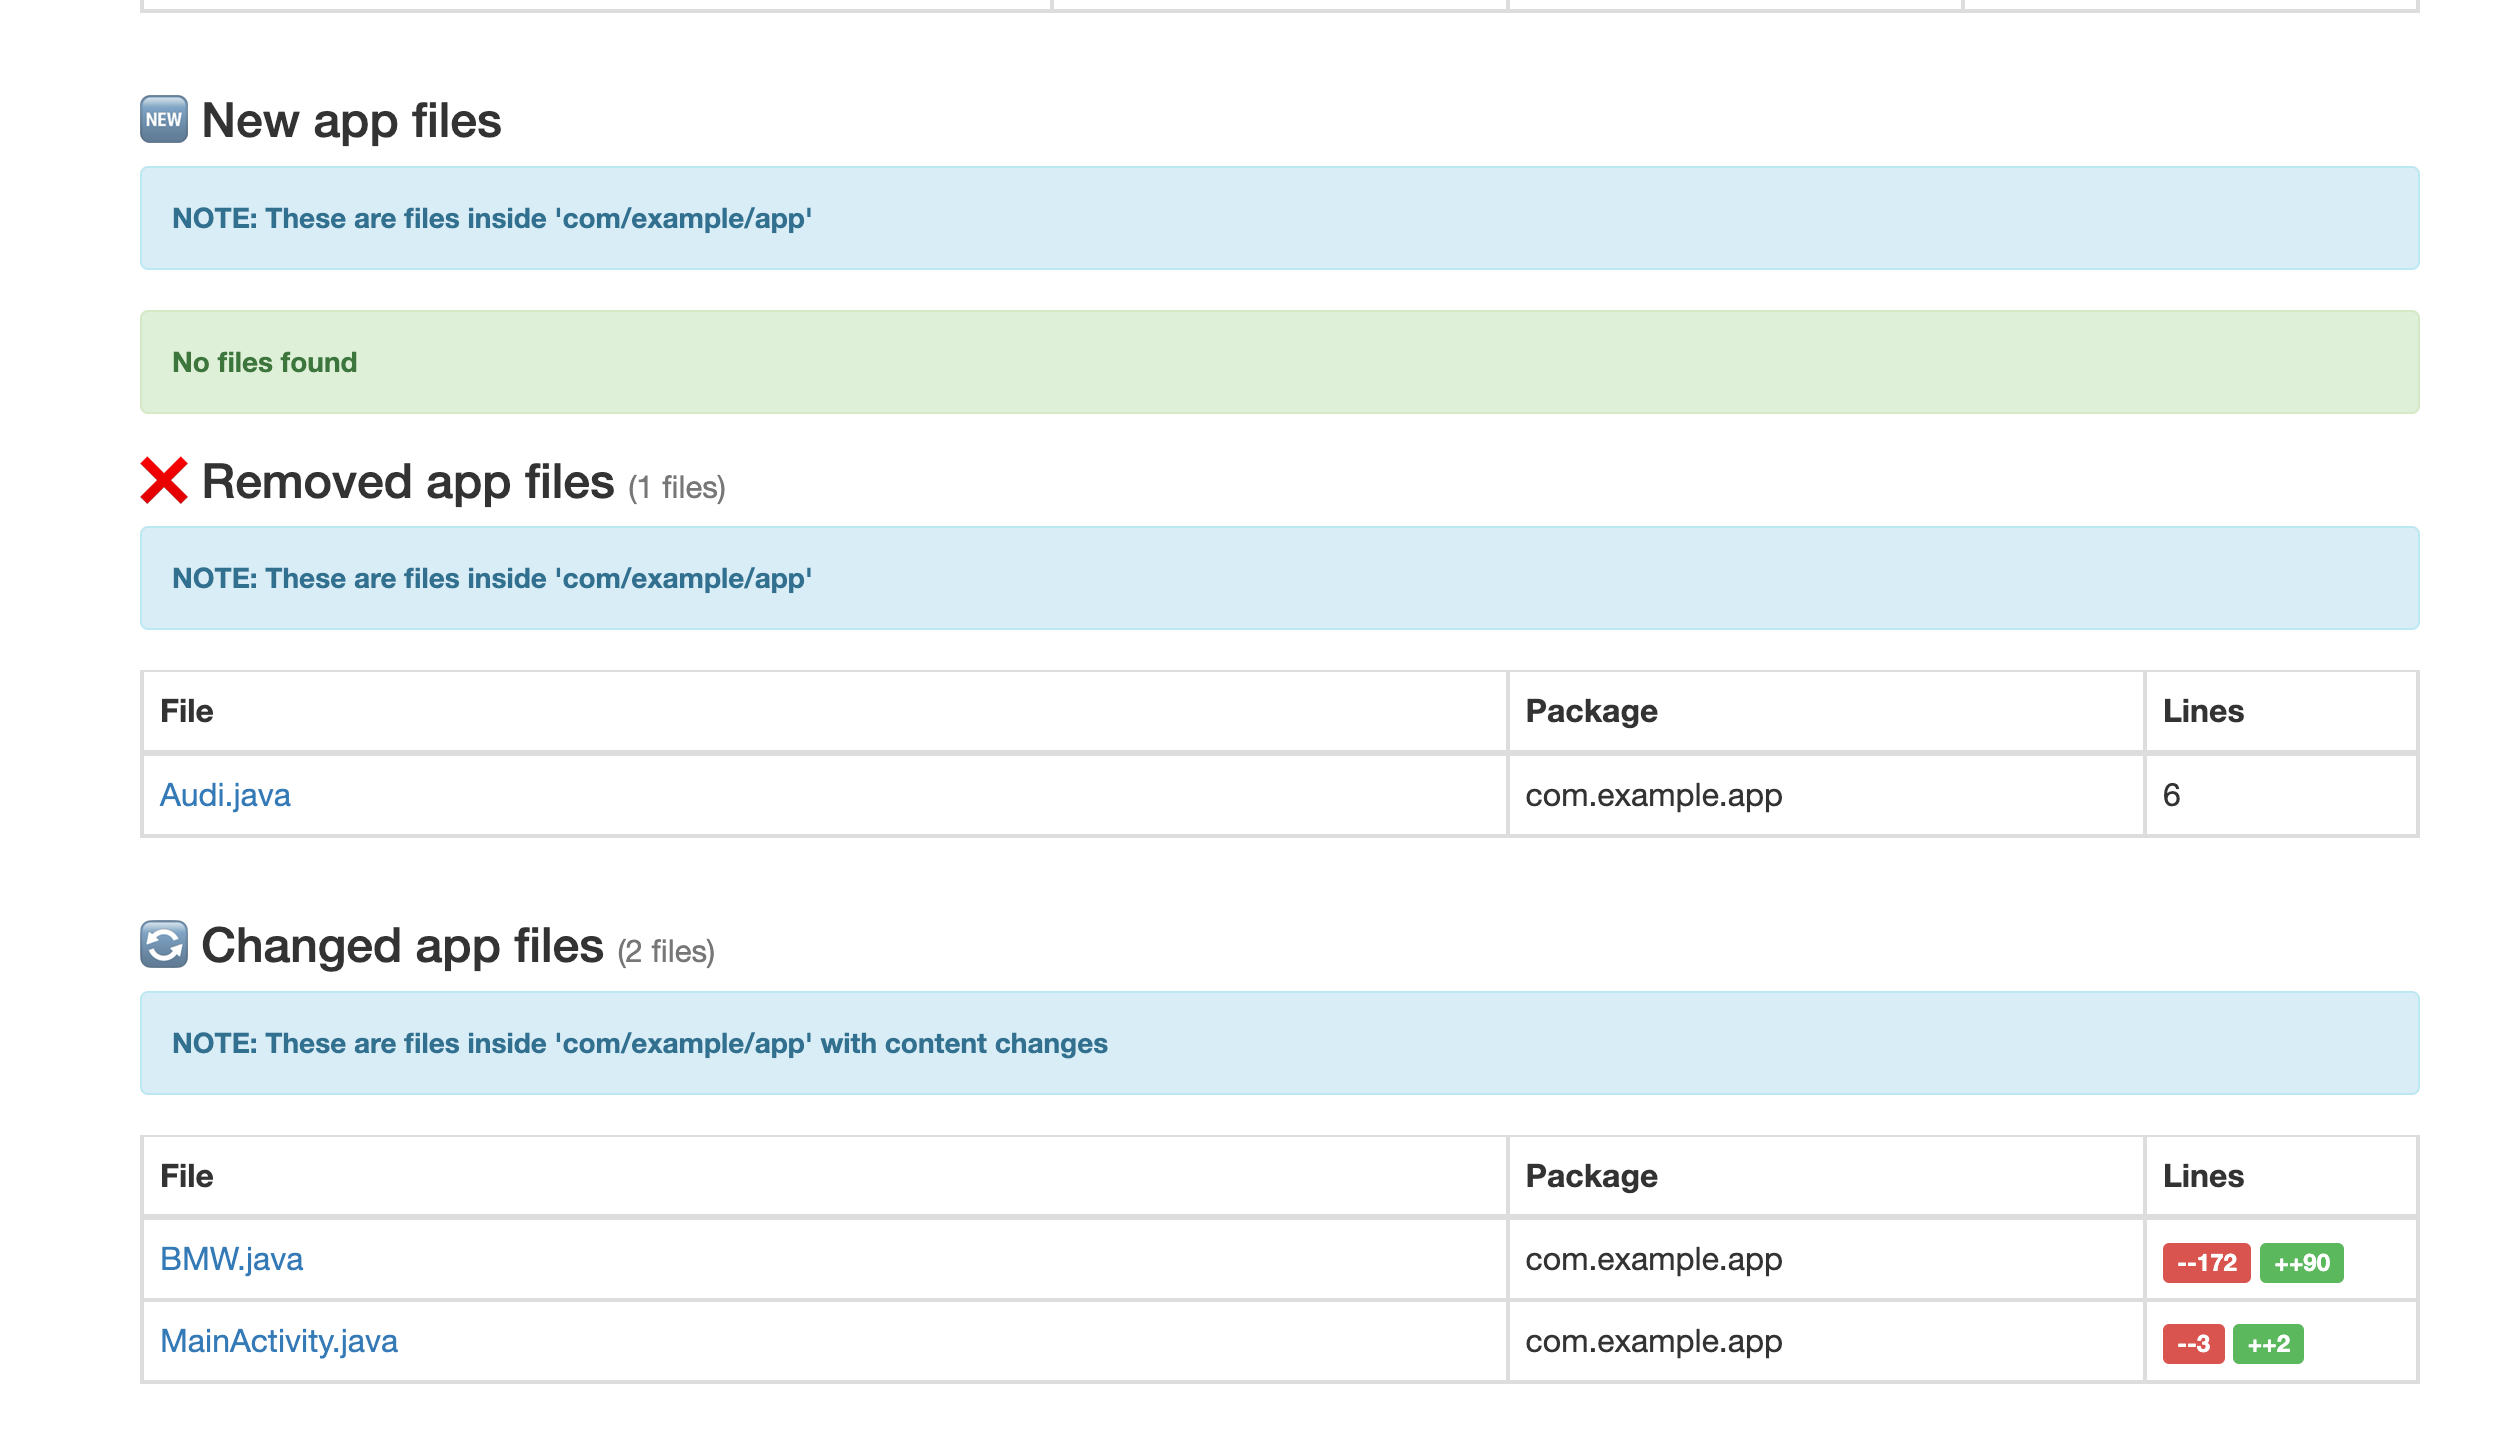 NEW New app files
NOTE: These are files inside 'com/example/app'
No files found
Removed app files (1 files)
NOTE: These are files inside 'com/example/app'
File Package Lines
Audi.java com.example.app 6
Changed app files (2 files)
NOTE: These are files inside 'com/example/app' with content changes
File Package Lines
BMW.java com.example.app --172 ++90
MainActivity.java com.example.app --3 ++2